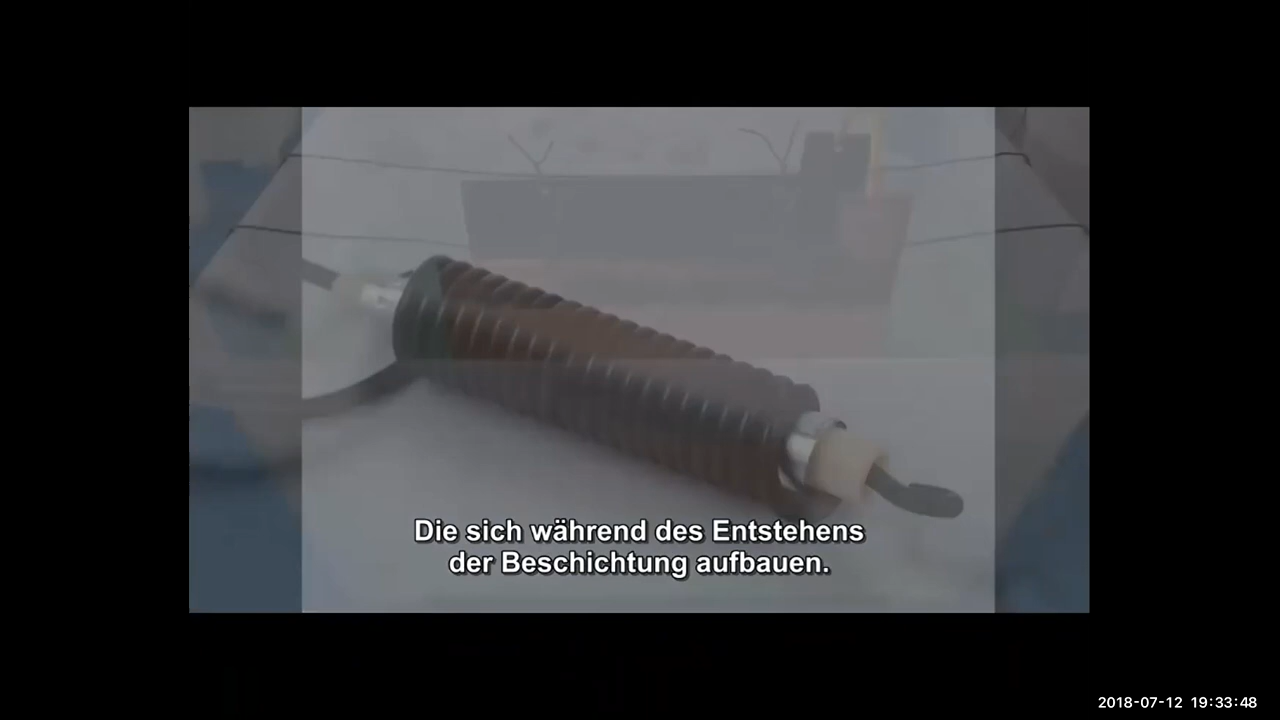 Die sich während des Entstehens
der Beschichtung aufbauen.
2018-07-12 19:33:48